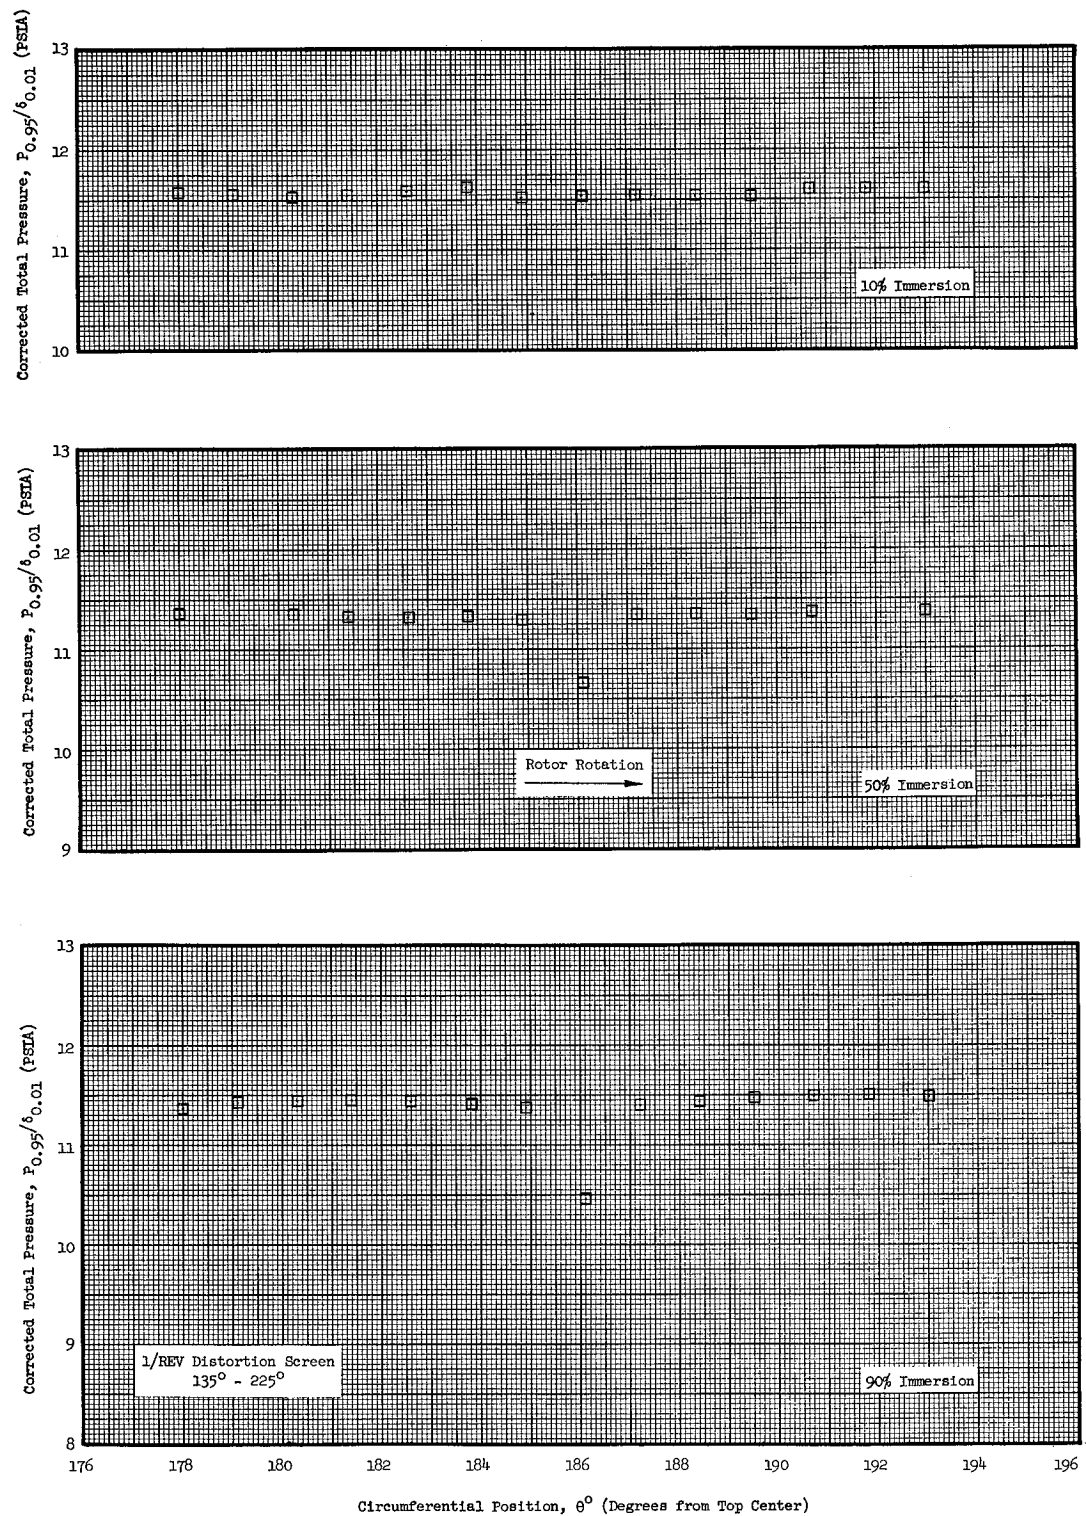 Corrected Total Pressure, P0.95/δ0.01 (PSIA)
13
12
11
10
10% Immersion
Corrected Total Pressure, P0.95/δ0.01 (PSIA)
13
12
11
10
9
Rotor Rotation
50% Immersion
Corrected Total Pressure, P0.95/δ0.01 (PSIA)
13
12
11
10
9
8
1/REV Distortion Screen
135° - 225°
90% Immersion
176 178 180 182 184 186 188 190 192 194 196
Circumferential Position, θ° (Degrees from Top Center)